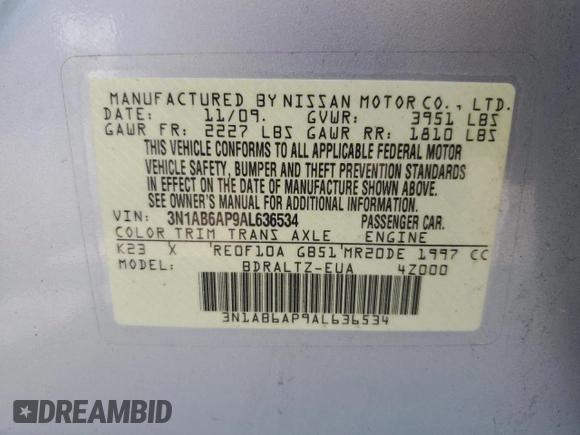 MANUFACTURED BY NISSAN MOTOR CO., LTD.
DATE: 11/09. GVWR: 3951 LBS
GAWR FR: 2227 LBS GAWR RR: 1810 LBS
THIS VEHICLE CONFORMS TO ALL APPLICABLE FEDERAL MOTOR
VEHICLE SAFETY, BUMPER AND THEFT PREVENTION STANDARDS
IN EFFECT ON THE DATE OF MANUFACTURE SHOWN ABOVE.
SEE OWNER'S MANUAL FOR ADDITIONAL INFORMATION.
VIN: 3N1AB6AP9AL636534 PASSENGER CAR.
COLOR TRIM TRANS AXLE ENGINE
K23 X RE0F10A GB51 MR20DE 1997 CC
MODEL: BDRALTZ-EUA 4Z000
3N1AB6AP9AL636534
DREAMBID